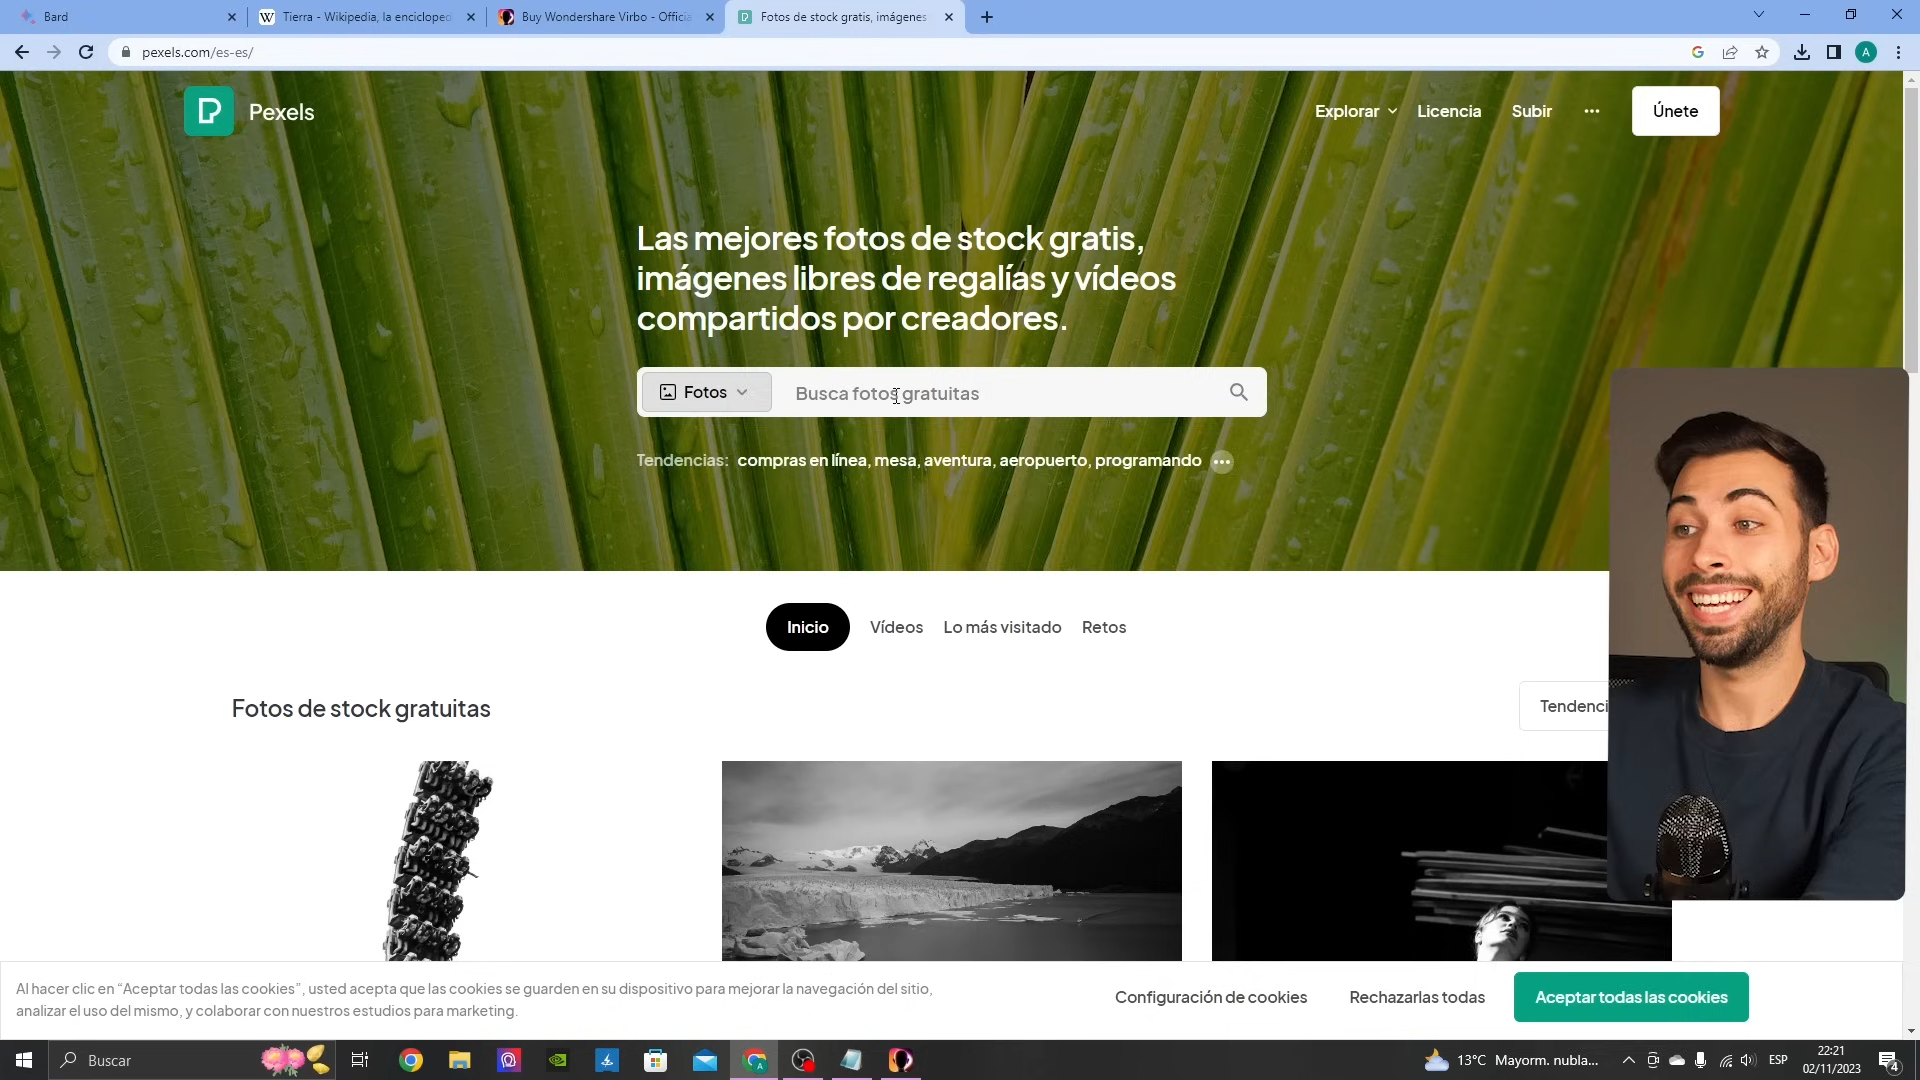 Bard
Tierra - Wikipedia, la encicloped
Buy Wondershare Virbo - Officia
Fotos de stock gratis, imágenes
pexels.com/es-es/
A
Pexels
Explorar
Licencia
Subir
Únete
Las mejores fotos de stock gratis,
imágenes libres de regalías y vídeos
compartidos por creadores.
Fotos
Busca fotos gratuitas
Tendencias: compras en línea, mesa, aventura, aeropuerto, programando
Inicio
Vídeos
Lo más visitado
Retos
Fotos de stock gratuitas
Tendenci
Al hacer clic en “Aceptar todas las cookies”, usted acepta que las cookies se guarden en su dispositivo para mejorar la navegación del sitio,
analizar el uso del mismo, y colaborar con nuestros estudios para marketing.
Configuración de cookies
Rechazarlas todas
Aceptar todas las cookies
Buscar
13°C Mayorm. nubla...
ESP
22:21
02/11/2023
4